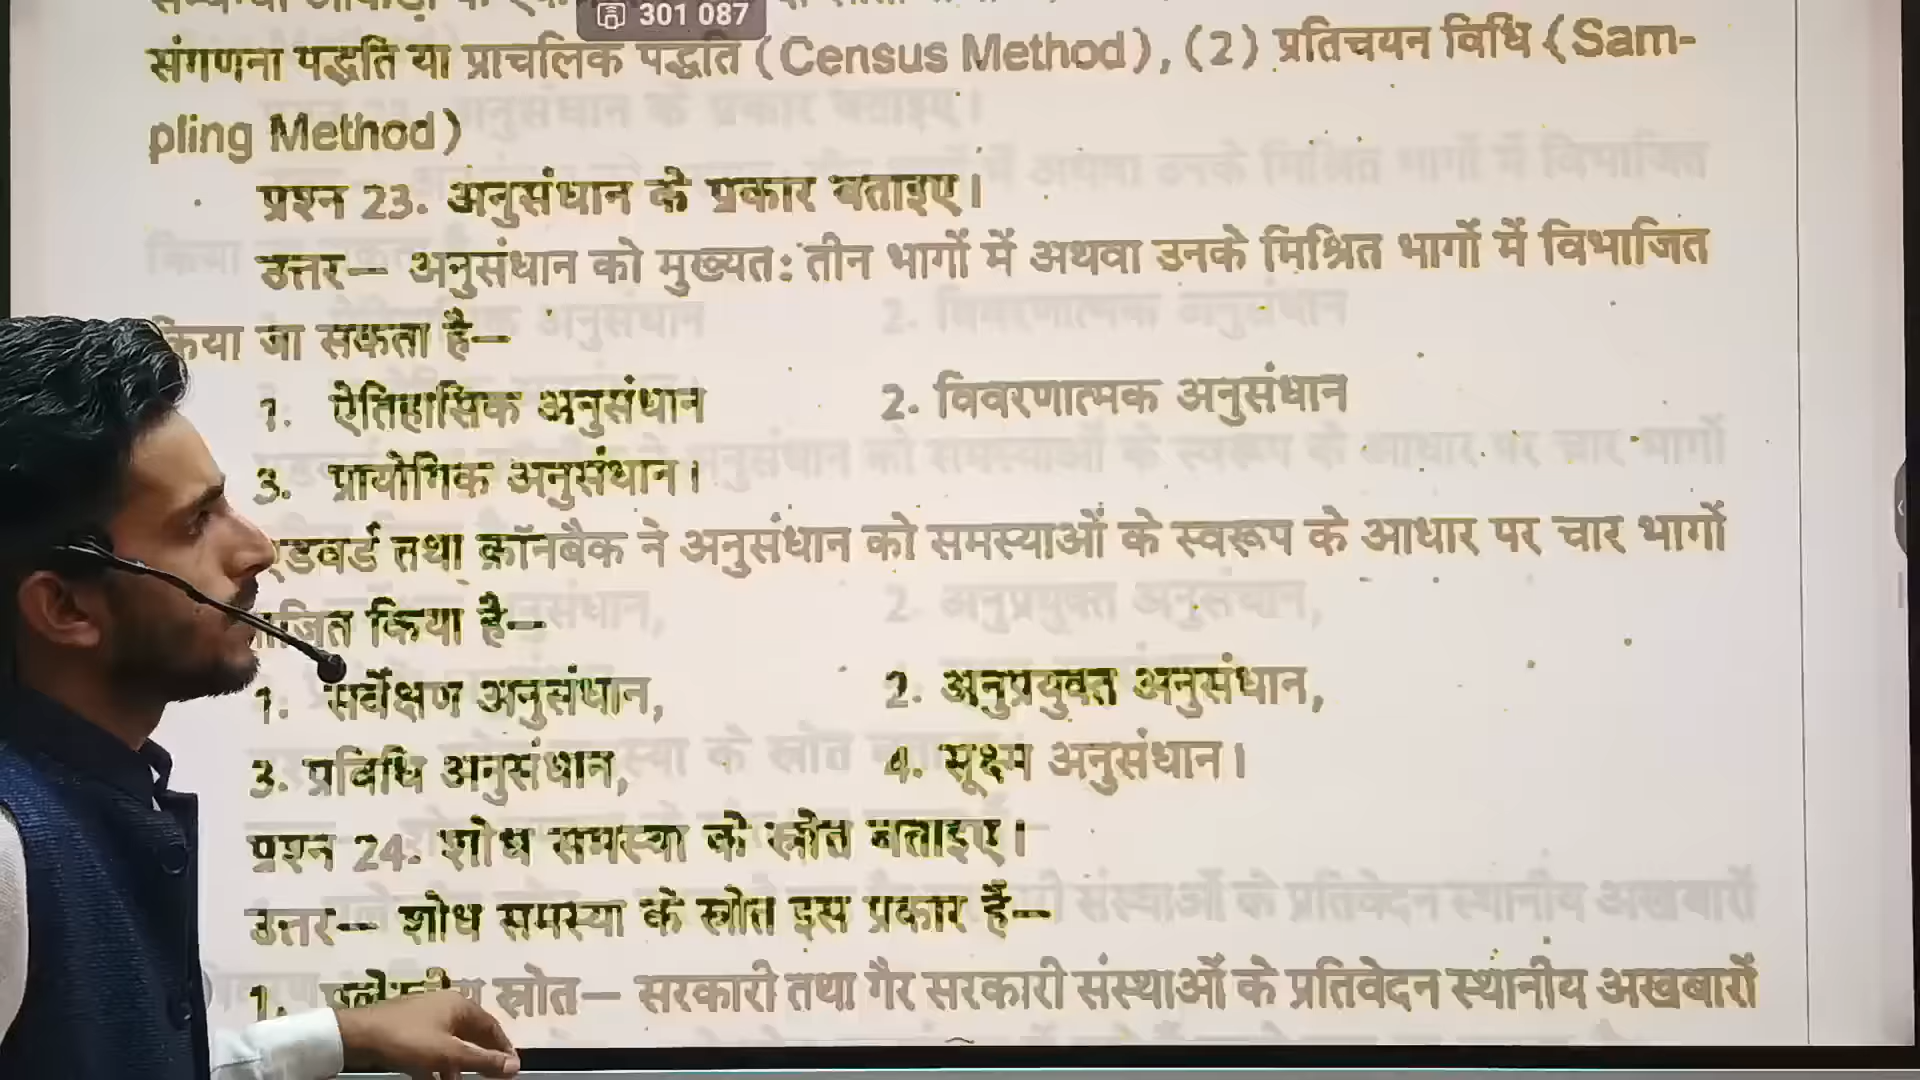 301 087
संगणना पद्धति या प्राचलिक पद्धति (Census Method), (2) प्रतिचयन विधि (Sam-
pling Method)
प्रश्न 23. अनुसंधान के प्रकार बताइए।
उत्तर— अनुसंधान को मुख्यतः तीन भागों में अथवा उनके मिश्रित भागों में विभाजित
किया जा सकता है—
1. ऐतिहासिक अनुसंधान 2. विवरणात्मक अनुसंधान
3. प्रायोगिक अनुसंधान।
एडवर्ड तथा क्रॉनबैक ने अनुसंधान को समस्याओं के स्वरूप के आधार पर चार भागों
किया है—
1. सर्वेक्षण अनुसंधान, 2. अनुप्रयुक्त अनुसंधान,
3. प्रविधि अनुसंधान, 4. सूक्ष्म अनुसंधान।
प्रश्न 24. शोध समस्या के स्रोत बताइए।
उत्तर— शोध समस्या के स्रोत इस प्रकार हैं—
1. स्रोत— सरकारी तथा गैर सरकारी संस्थाओं के प्रतिवेदन स्थानीय अखबारों